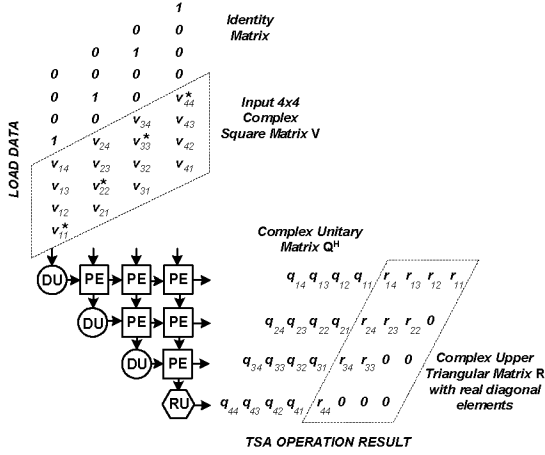 1
0 0
Identity
Matrix
0 1 0
0 0 0 0
0 1 0 v*44
0 0 v34 v43
1 v24 v*33 v42
v14 v23 v32 v41
v13 v*22 v31
v12 v21
v*11
Input 4x4
Complex
Square Matrix V
LOAD DATA
Complex Unitary
Matrix Q^H
DU PE PE PE
q14 q13 q12 q11 r14 r13 r12 r11
DU PE PE
q24 q23 q22 q21 r24 r23 r22 0
DU PE
q34 q33 q32 q31 r34 r33 0 0
RU
q44 q43 q42 q41 r44 0 0 0
Complex Upper
Triangular Matrix R
with real diagonal
elements
TSA OPERATION RESULT